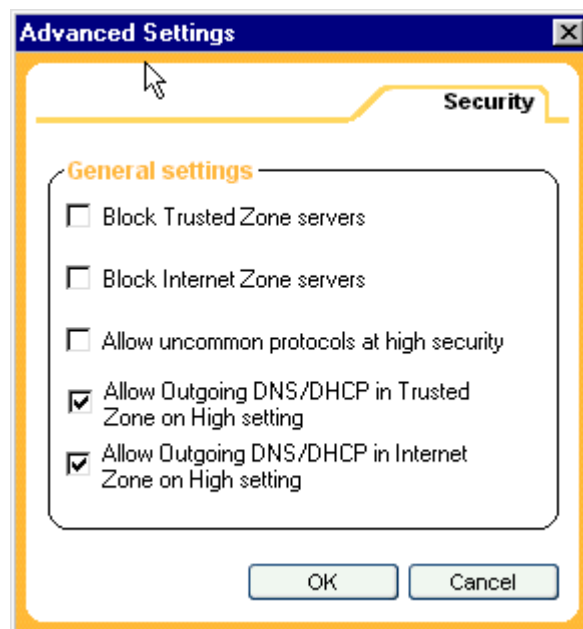 Advanced Settings
Security
General settings
Block Trusted Zone servers
Block Internet Zone servers
Allow uncommon protocols at high security
Allow Outgoing DNS/DHCP in Trusted
Zone on High setting
Allow Outgoing DNS/DHCP in Internet
Zone on High setting
OK
Cancel